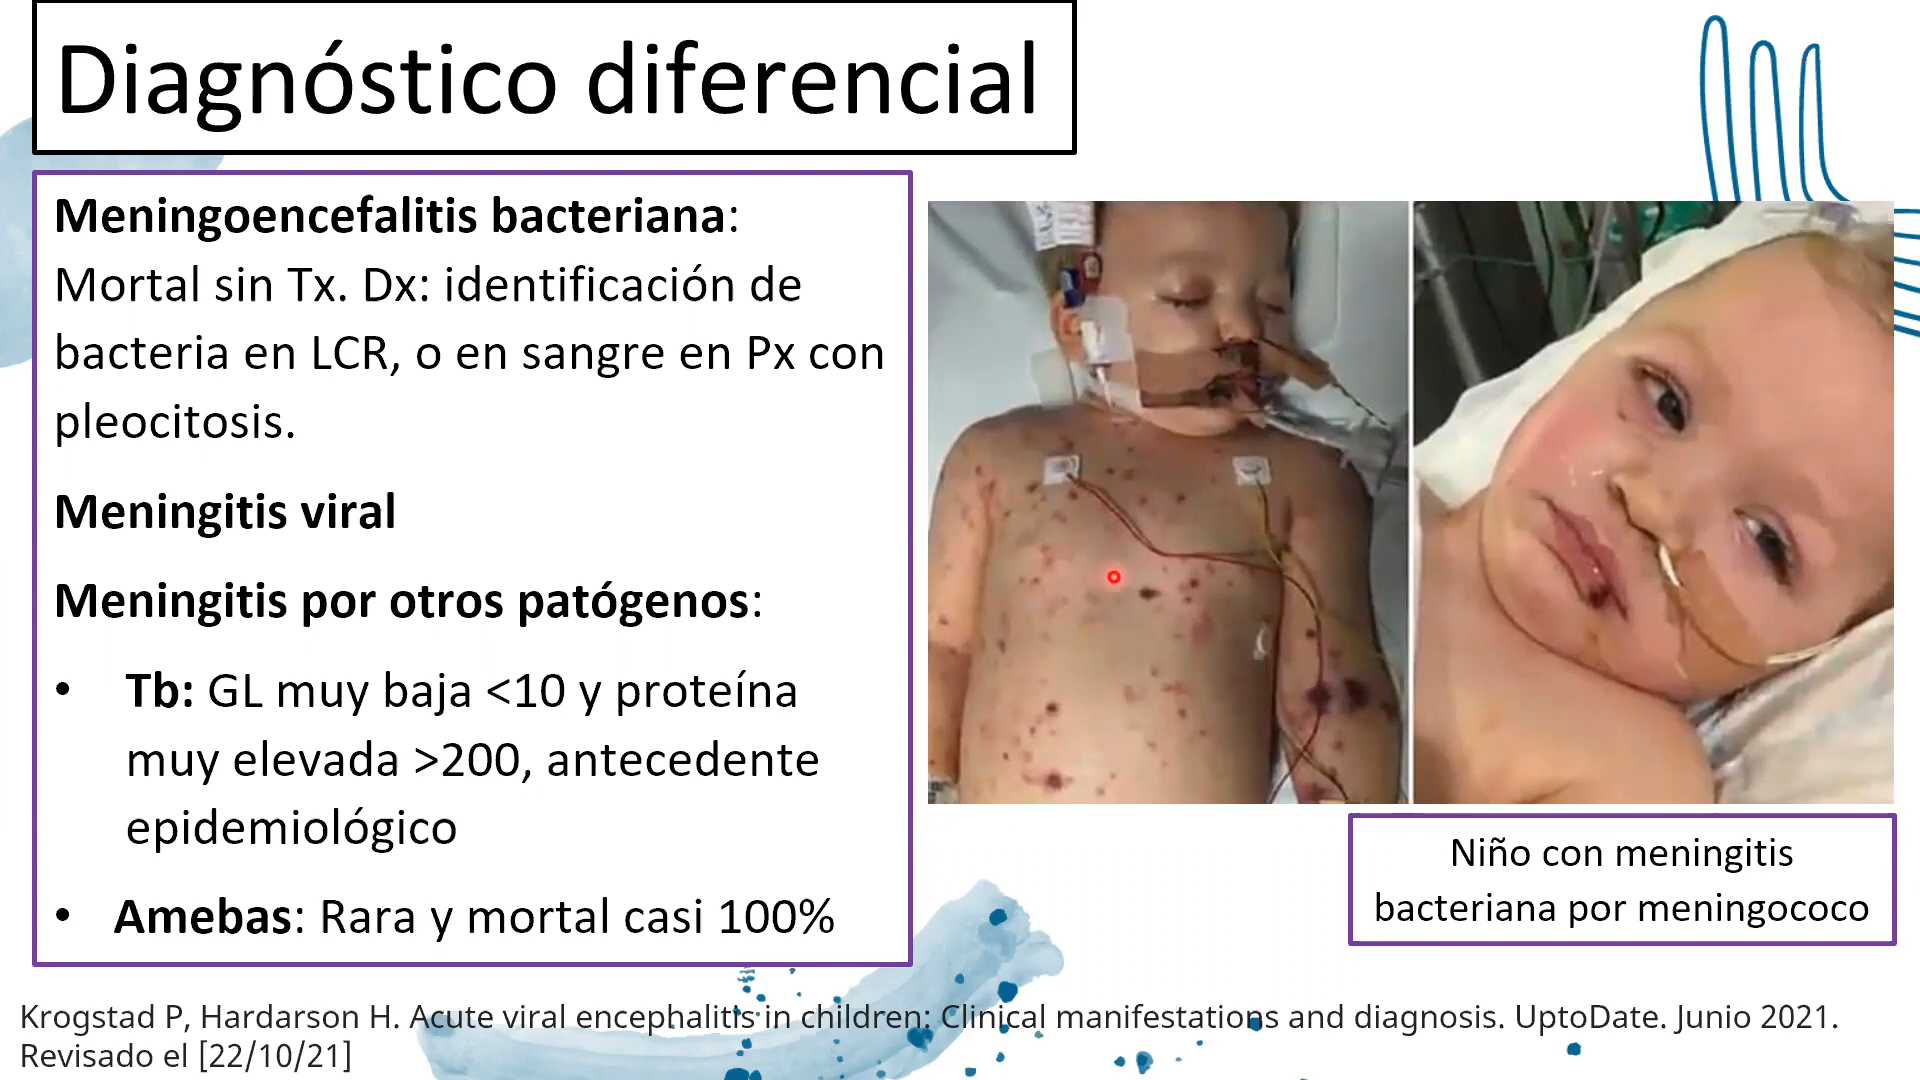 Diagnóstico diferencial
Meningoencefalitis bacteriana:
Mortal sin Tx. Dx: identificación de
bacteria en LCR, o en sangre en Px con
pleocitosis.
Meningitis viral
Meningitis por otros patógenos:
• Tb: GL muy baja <10 y proteína
muy elevada >200, antecedente
epidemiológico
• Amebas: Rara y mortal casi 100%
Niño con meningitis
bacteriana por meningococo
Krogstad P, Hardarson H. Acute viral encephalitis in children: Clinical manifestations and diagnosis. UptoDate. Junio 2021.
Revisado el [22/10/21]